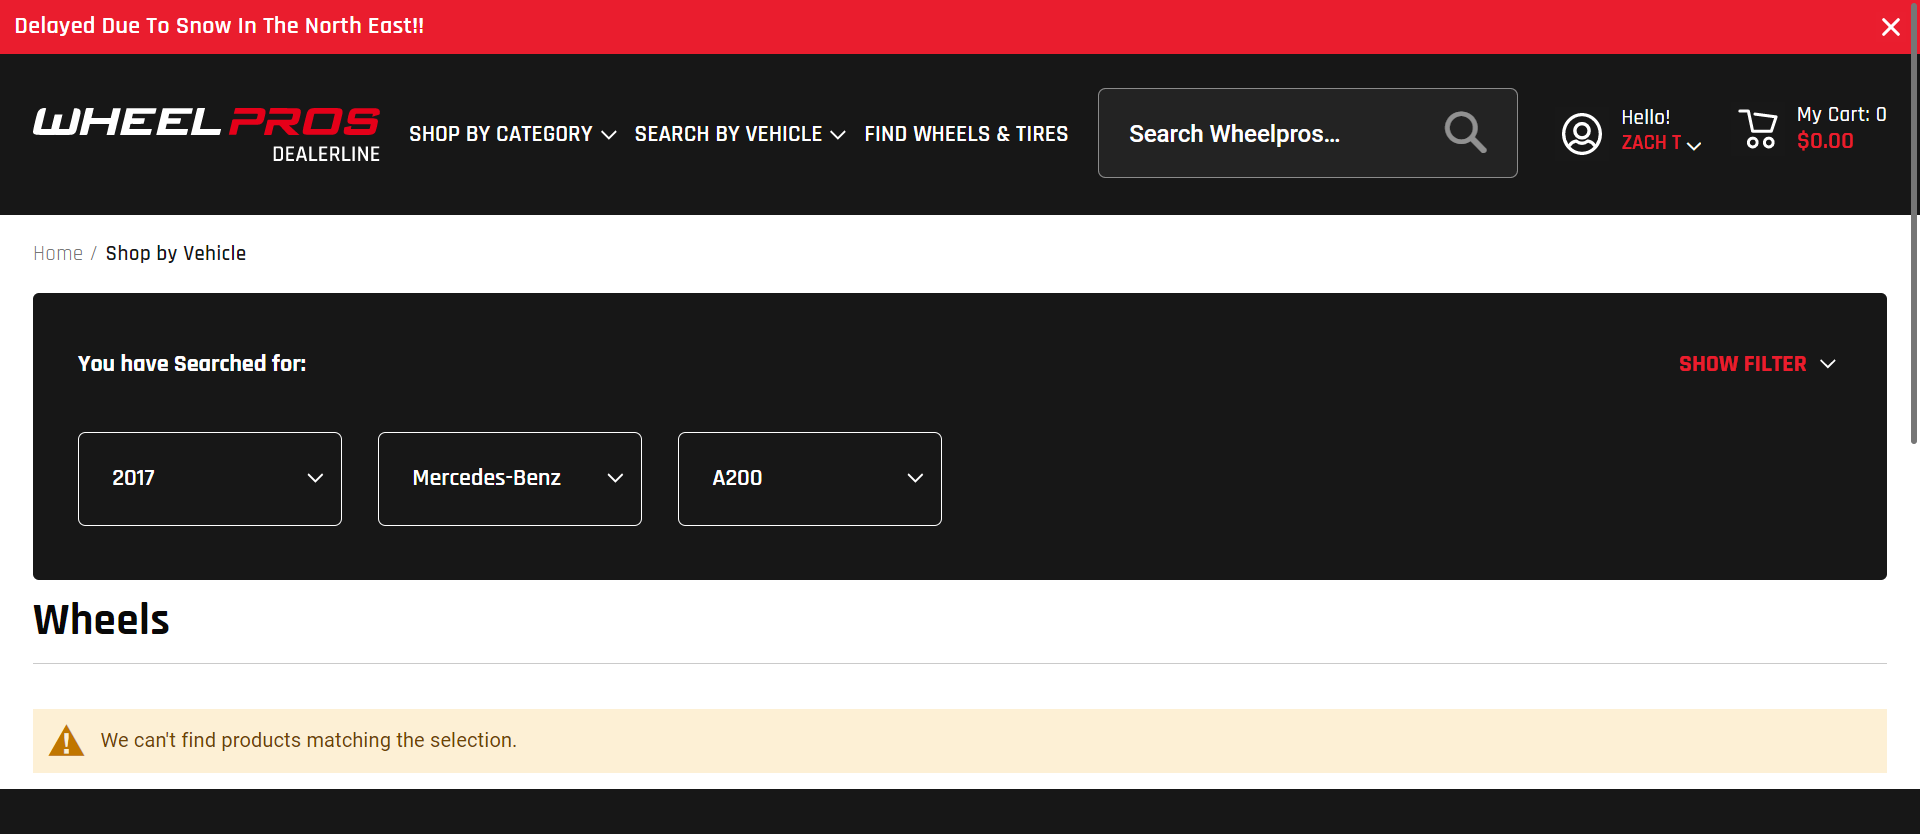 Delayed Due To Snow In The North East!!
WHEEL PROS
DEALERLINE
SHOP BY CATEGORY
SEARCH BY VEHICLE
FIND WHEELS & TIRES
Search Wheelpros...
Hello!
ZACH T
My Cart: 0
$0.00
Home / Shop by Vehicle
You have Searched for:
SHOW FILTER
2017
Mercedes-Benz
A200
Wheels
We can't find products matching the selection.